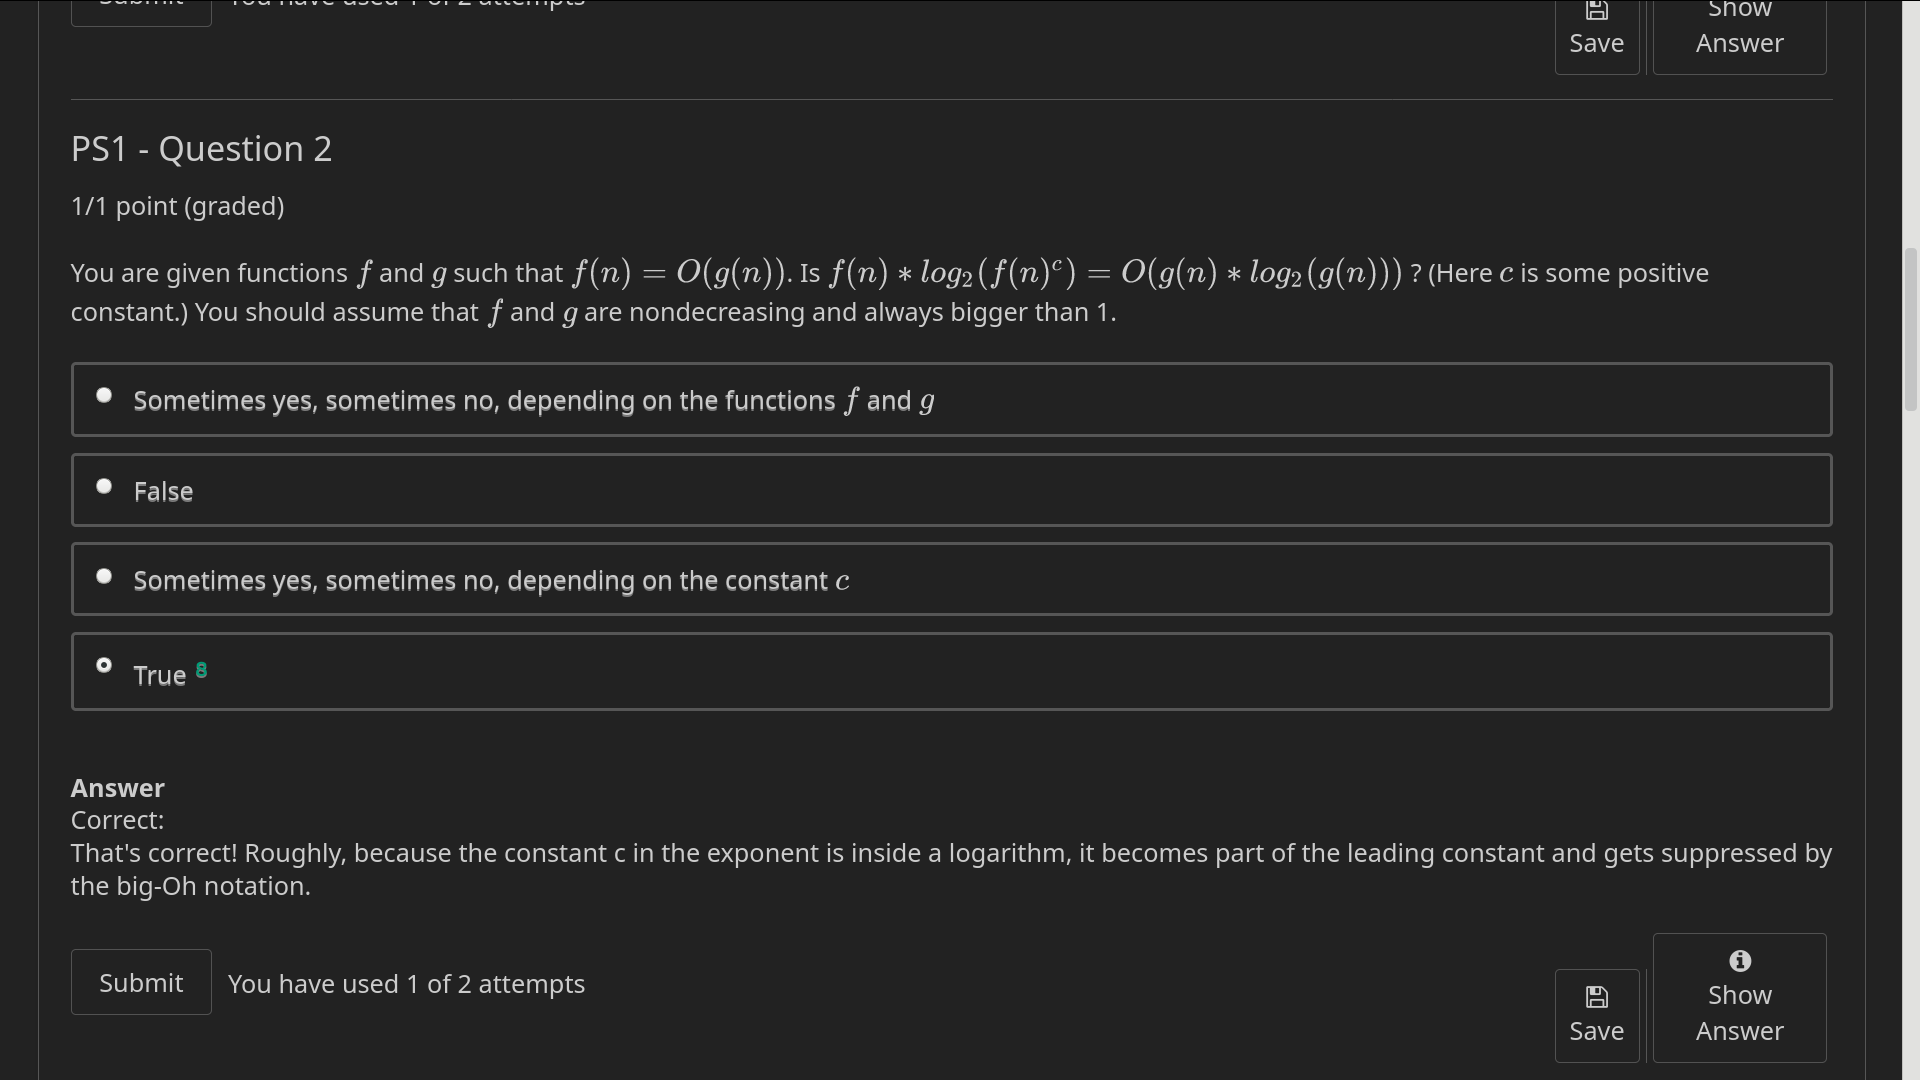 Submit You have used 1 of 2 attempts
Save
Show
Answer
PS1 - Question 2
1/1 point (graded)
You are given functions f and g such that f(n) = O(g(n)). Is f(n) ∗ log₂(f(n)ᶜ) = O(g(n) ∗ log₂(g(n))) ? (Here c is some positive
constant.) You should assume that f and g are nondecreasing and always bigger than 1.
Sometimes yes, sometimes no, depending on the functions f and g
False
Sometimes yes, sometimes no, depending on the constant c
True 8
Answer
Correct:
That's correct! Roughly, because the constant c in the exponent is inside a logarithm, it becomes part of the leading constant and gets suppressed by
the big-Oh notation.
Submit You have used 1 of 2 attempts
Save
Show
Answer